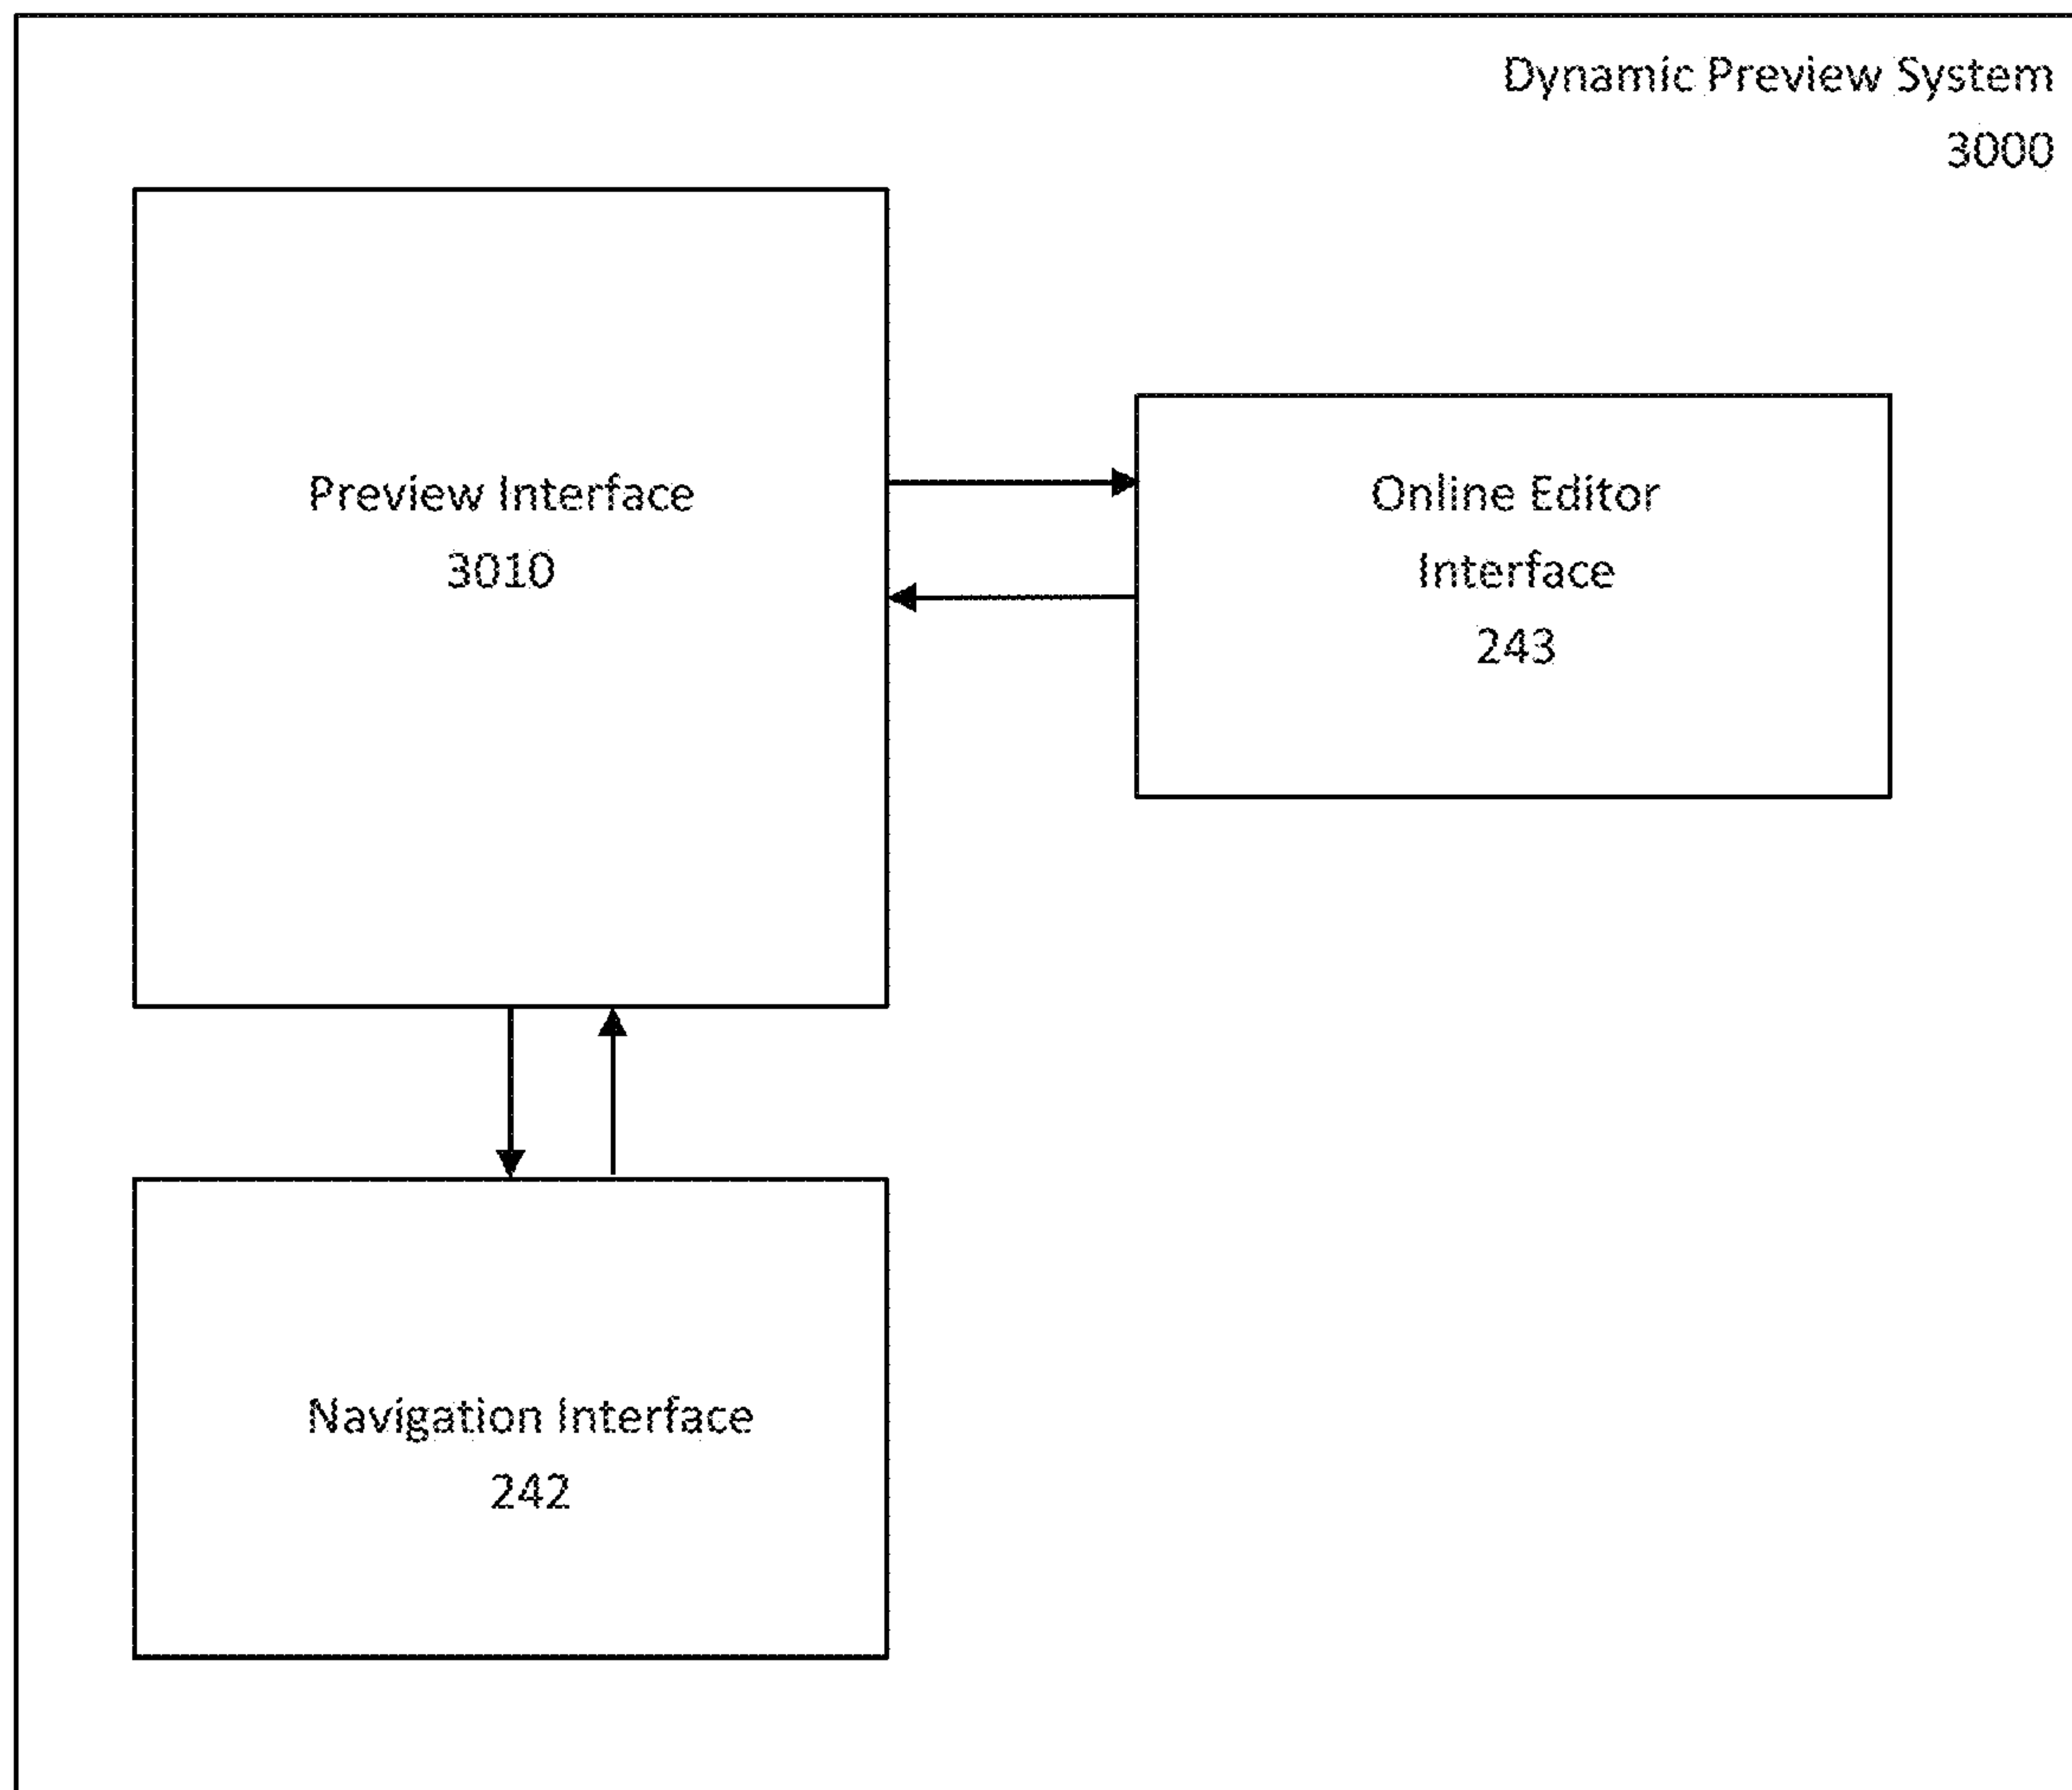 Dynamic Preview System
3000
Preview Interface
3010
Online Editor
Interface
243
Navigation Interface
242